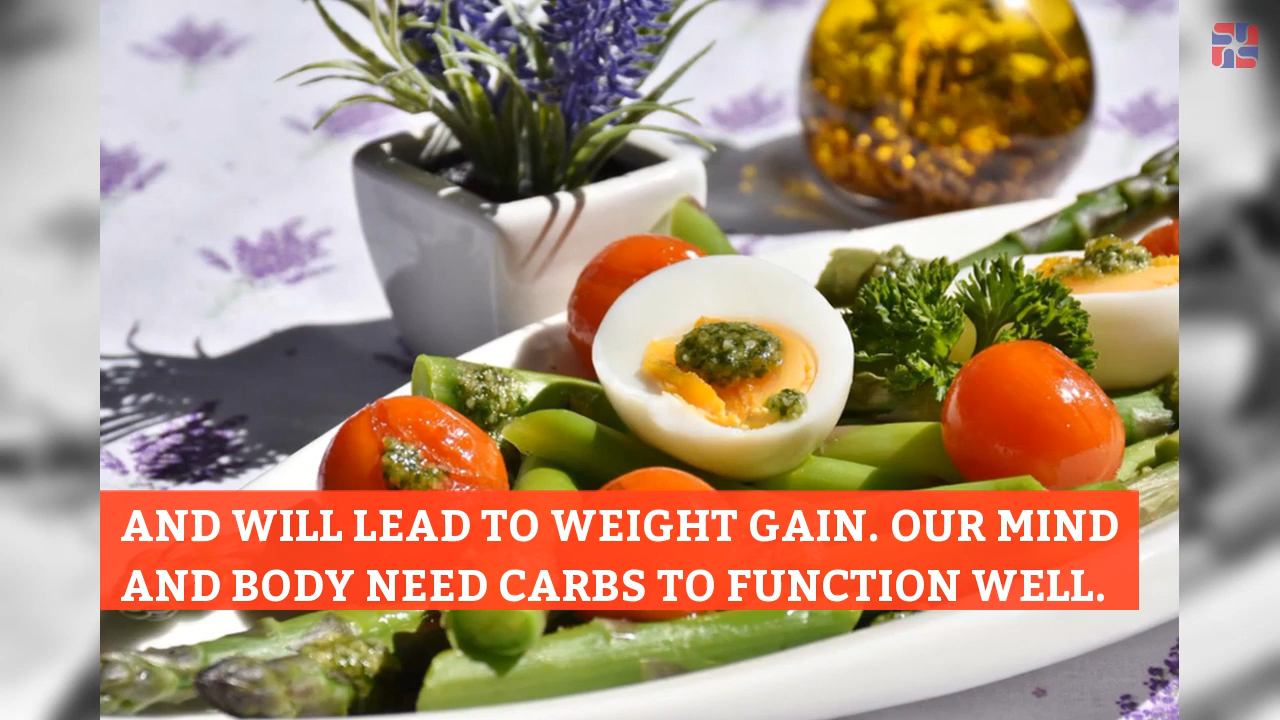 AND WILL LEAD TO WEIGHT GAIN. OUR MIND
AND BODY NEED CARBS TO FUNCTION WELL.